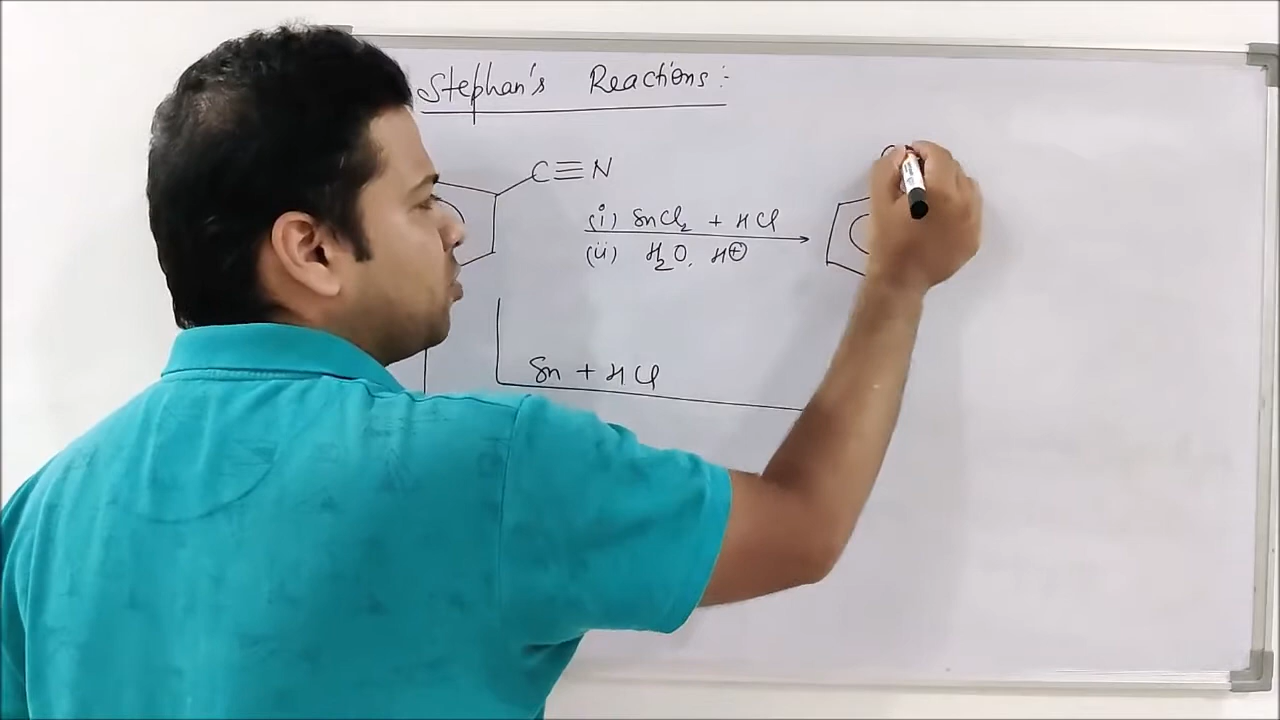 Stephan's Reactions:
C≡N
(i) SnCl₂ + HCl
(ii) H₂O, H⊕
Sn + HCl